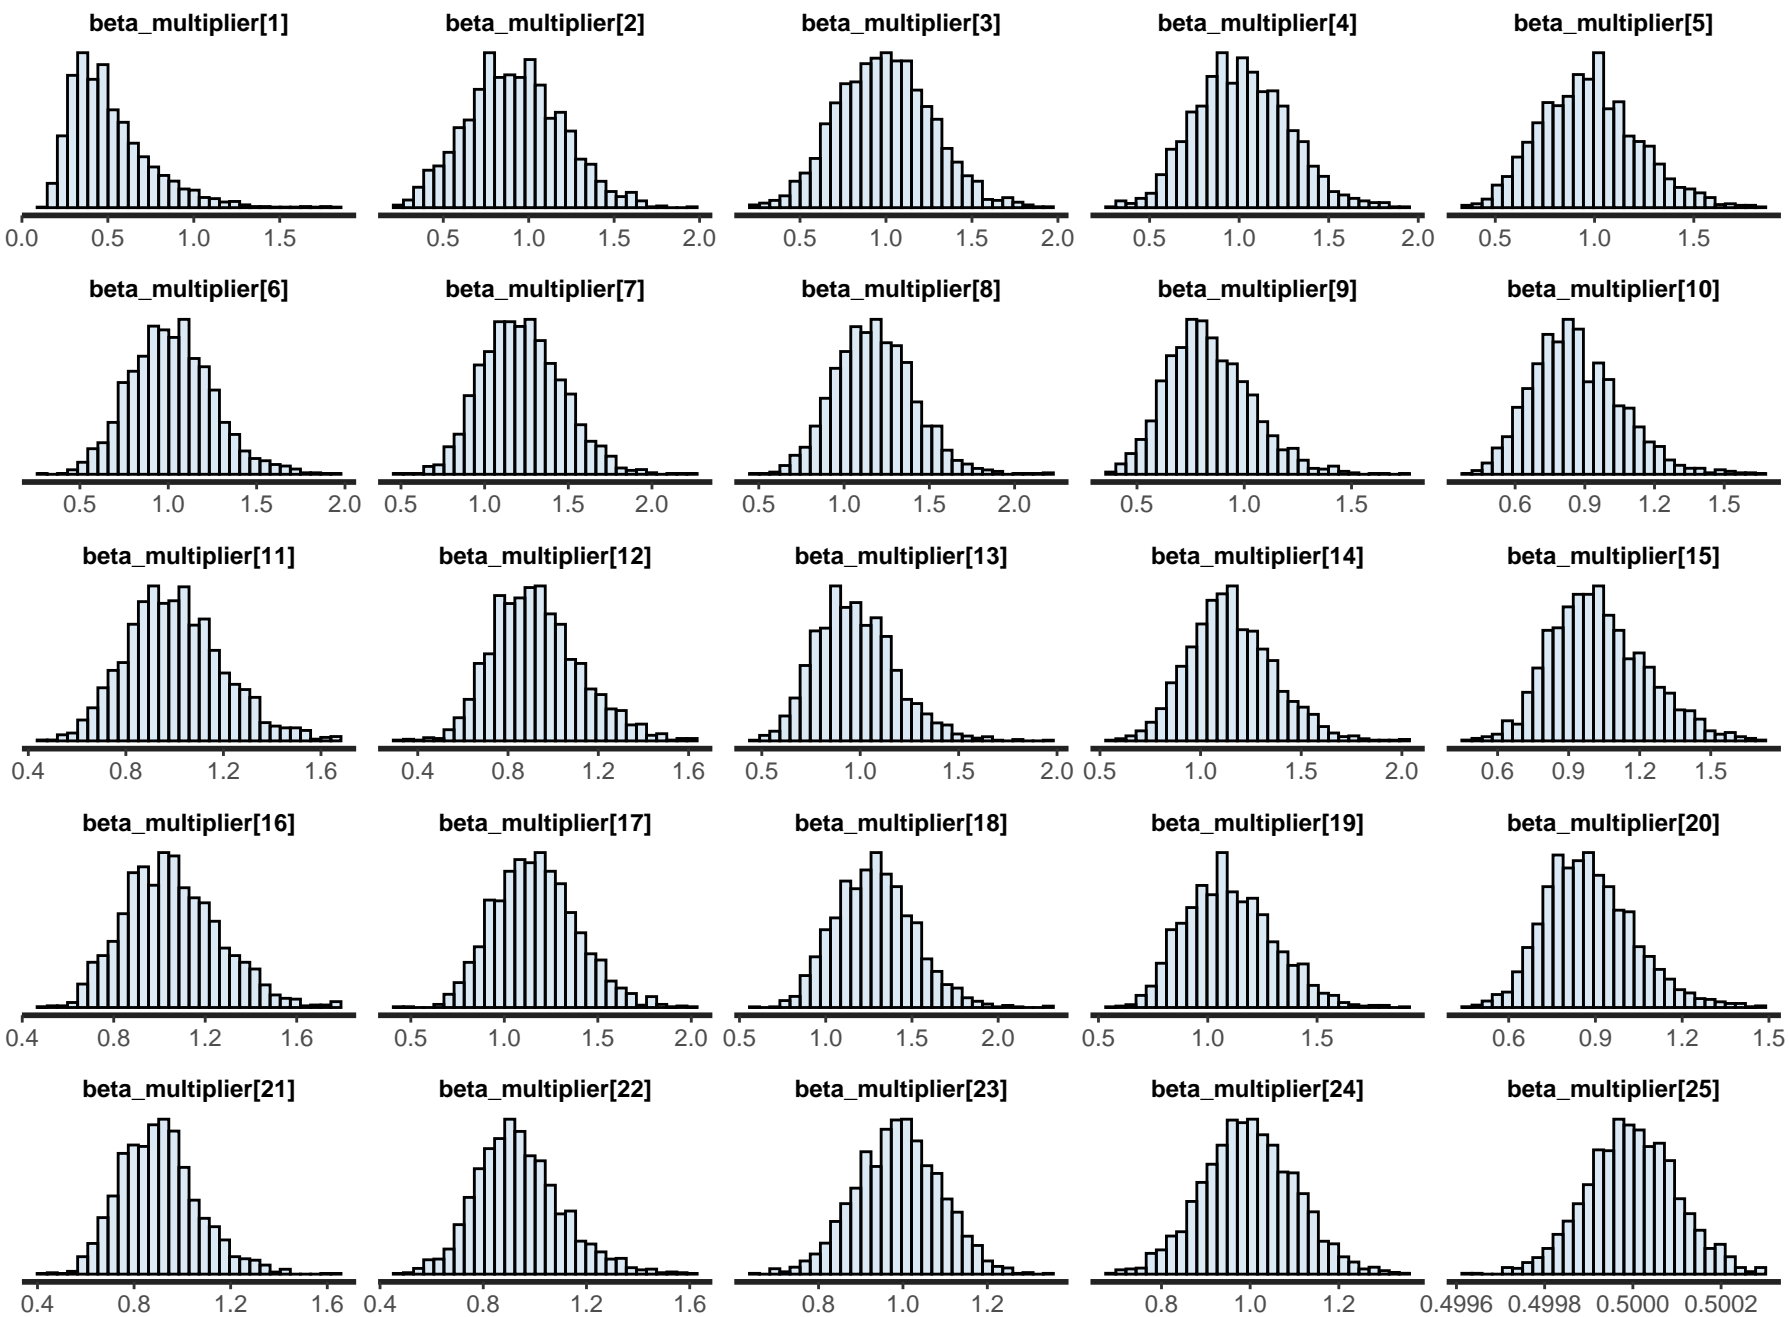 beta_multiplier[1] beta_multiplier[2] beta_multiplier[3] beta_multiplier[4] beta_multiplier[5]
0.0 0.5 1.0 1.5 0.5 1.0 1.5 2.0 0.5 1.0 1.5 2.0 0.5 1.0 1.5 2.0 0.5 1.0 1.5
beta_multiplier[6] beta_multiplier[7] beta_multiplier[8] beta_multiplier[9] beta_multiplier[10]
0.5 1.0 1.5 2.0 0.5 1.0 1.5 2.0 0.5 1.0 1.5 2.0 0.5 1.0 1.5 0.6 0.9 1.2 1.5
beta_multiplier[11] beta_multiplier[12] beta_multiplier[13] beta_multiplier[14] beta_multiplier[15]
0.4 0.8 1.2 1.6 0.4 0.8 1.2 1.6 0.5 1.0 1.5 2.0 0.5 1.0 1.5 2.0 0.6 0.9 1.2 1.5
beta_multiplier[16] beta_multiplier[17] beta_multiplier[18] beta_multiplier[19] beta_multiplier[20]
0.4 0.8 1.2 1.6 0.5 1.0 1.5 2.0 0.5 1.0 1.5 2.0 0.5 1.0 1.5 0.6 0.9 1.2 1.5
beta_multiplier[21] beta_multiplier[22] beta_multiplier[23] beta_multiplier[24] beta_multiplier[25]
0.4 0.8 1.2 1.6 0.4 0.8 1.2 1.6 0.8 1.0 1.2 0.8 1.0 1.2 0.4996 0.4998 0.5000 0.5002